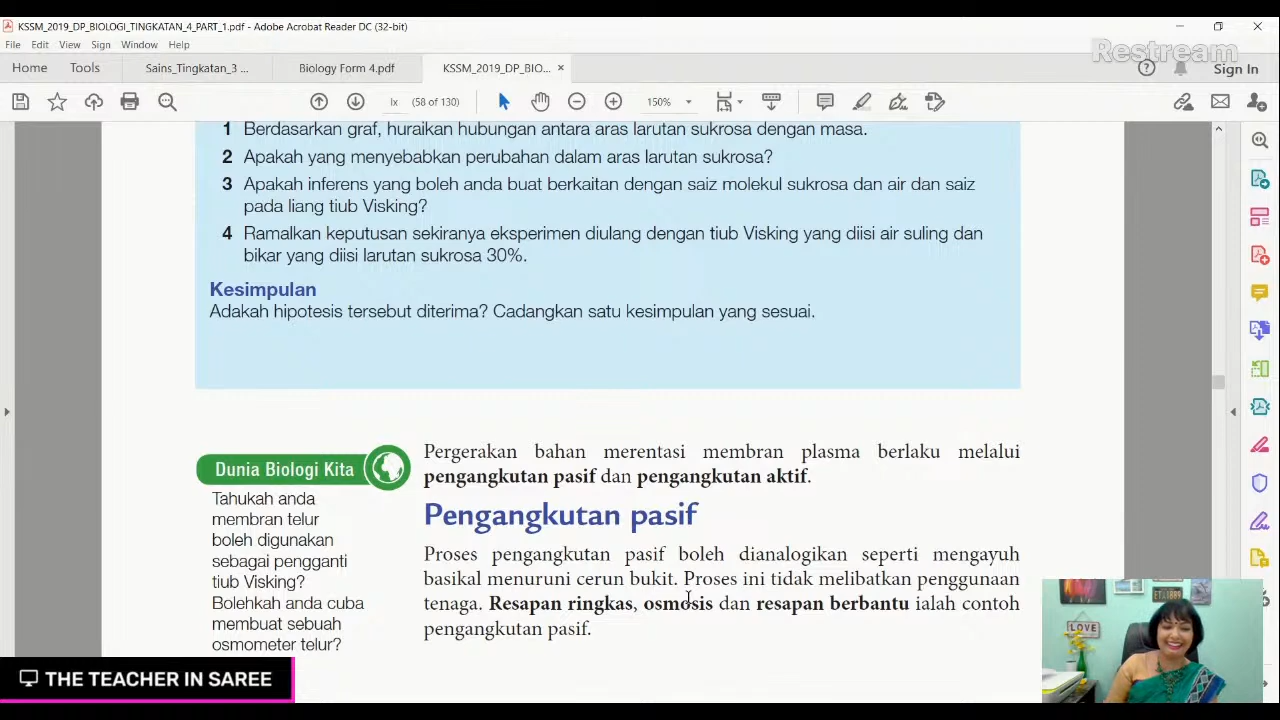 KSSM_2019_DP_BIOLOGI_TINGKATAN_4_PART_1.pdf - Adobe Acrobat Reader DC (32-bit)
File Edit View Sign Window Help
Restream
Home Tools Sains_Tingkatan_3 ... Biology Form 4.pdf KSSM_2019_DP_BIO... × Sign In
ix (58 of 130) 150%
1 Berdasarkan graf, huraikan hubungan antara aras larutan sukrosa dengan masa.
2 Apakah yang menyebabkan perubahan dalam aras larutan sukrosa?
3 Apakah inferens yang boleh anda buat berkaitan dengan saiz molekul sukrosa dan air dan saiz
pada liang tiub Visking?
4 Ramalkan keputusan sekiranya eksperimen diulang dengan tiub Visking yang diisi air suling dan
bikar yang diisi larutan sukrosa 30%.
Kesimpulan
Adakah hipotesis tersebut diterima? Cadangkan satu kesimpulan yang sesuai.
Dunia Biologi Kita
Tahukah anda
membran telur
boleh digunakan
sebagai pengganti
tiub Visking?
Bolehkah anda cuba
membuat sebuah
osmometer telur?
Pergerakan bahan merentasi membran plasma berlaku melalui
pengangkutan pasif dan pengangkutan aktif.
Pengangkutan pasif
Proses pengangkutan pasif boleh dianalogikan seperti mengayuh
basikal menuruni cerun bukit. Proses ini tidak melibatkan penggunaan
tenaga. Resapan ringkas, osmosis dan resapan berbantu ialah contoh
pengangkutan pasif.
LOVE
THE TEACHER IN SAREE